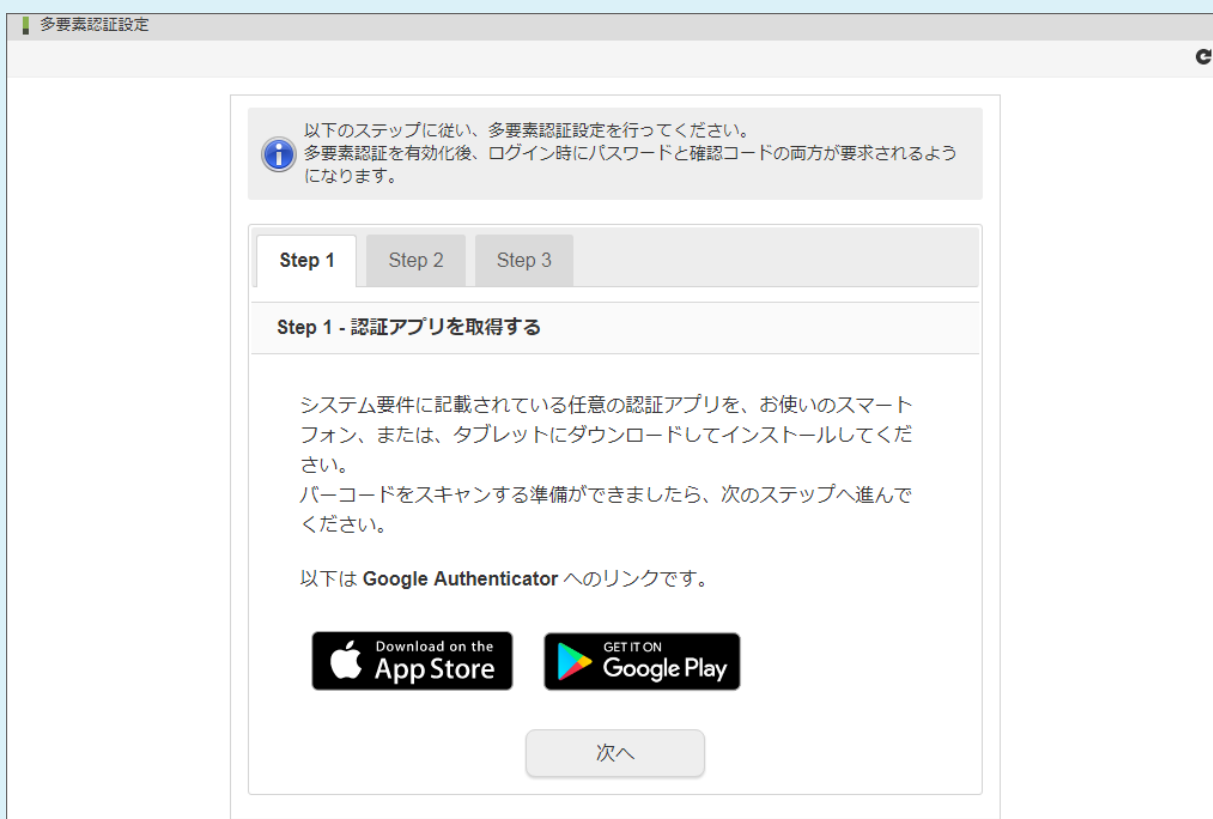 多要素認証設定
以下のステップに従い、多要素認証設定を行ってください。
多要素認証を有効化後、ログイン時にパスワードと確認コードの両方が要求されるよう
になります。
Step 1 Step 2 Step 3
Step 1 - 認証アプリを取得する
システム要件に記載されている任意の認証アプリを、お使いのスマート
フォン、または、タブレットにダウンロードしてインストールしてくだ
さい。
バーコードをスキャンする準備ができましたら、次のステップへ進んで
ください。
以下は Google Authenticator へのリンクです。
Download on the
App Store
GET IT ON
Google Play
次へ